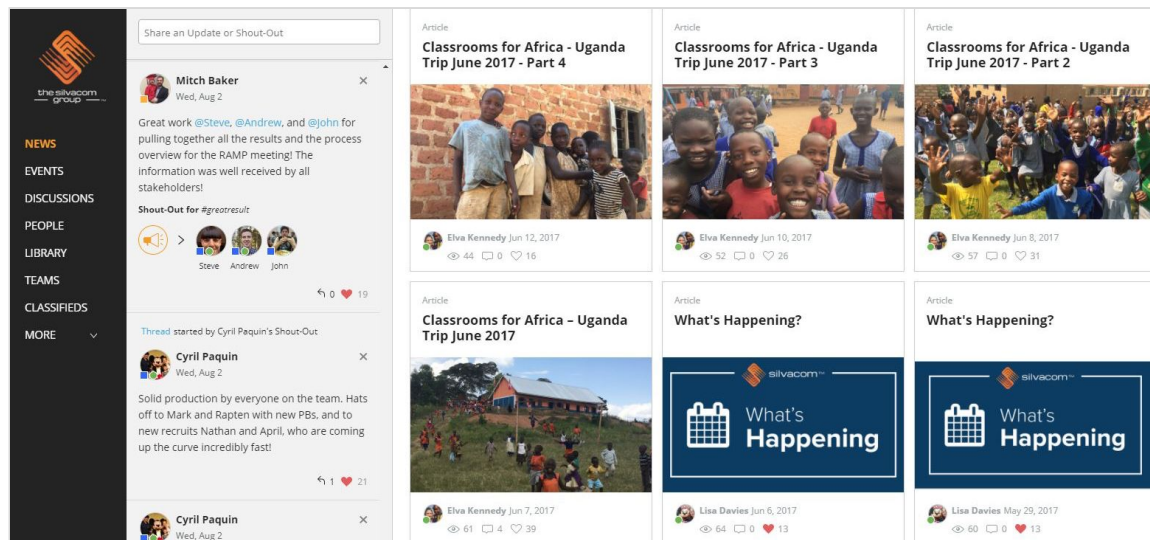 the silvacom
group
NEWS
EVENTS
DISCUSSIONS
PEOPLE
LIBRARY
TEAMS
CLASSIFIEDS
MORE
Share an Update or Shout-Out
Mitch Baker
Wed, Aug 2
Great work @Steve, @Andrew, and @John for
pulling together all the results and the process
overview for the RAMP meeting! The
information was well received by all
stakeholders!
Shout-Out for #greatresult
Steve Andrew John
0 19
Thread started by Cyril Paquin's Shout-Out
Cyril Paquin
Wed, Aug 2
Solid production by everyone on the team. Hats
off to Mark and Rapten with new PBs, and to
new recruits Nathan and April, who are coming
up the curve incredibly fast!
1 21
Cyril Paquin
Wed, Aug 2
Article
Classrooms for Africa - Uganda
Trip June 2017 - Part 4
Elva Kennedy Jun 12, 2017
44 0 16
Article
Classrooms for Africa - Uganda
Trip June 2017 - Part 3
Elva Kennedy Jun 10, 2017
52 0 26
Article
Classrooms for Africa - Uganda
Trip June 2017 - Part 2
Elva Kennedy Jun 8, 2017
57 0 31
Article
Classrooms for Africa – Uganda
Trip June 2017
Elva Kennedy Jun 7, 2017
61 4 39
Article
What's Happening?
silvacom
What's
Happening
Lisa Davies Jun 6, 2017
64 0 13
Article
What's Happening?
silvacom
What's
Happening
Lisa Davies May 29, 2017
60 0 13